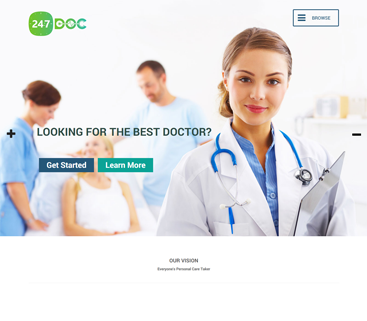 247 DOC
BROWSE
LOOKING FOR THE BEST DOCTOR?
Get Started
Learn More
OUR VISION
Everyone's Personal Care Taker